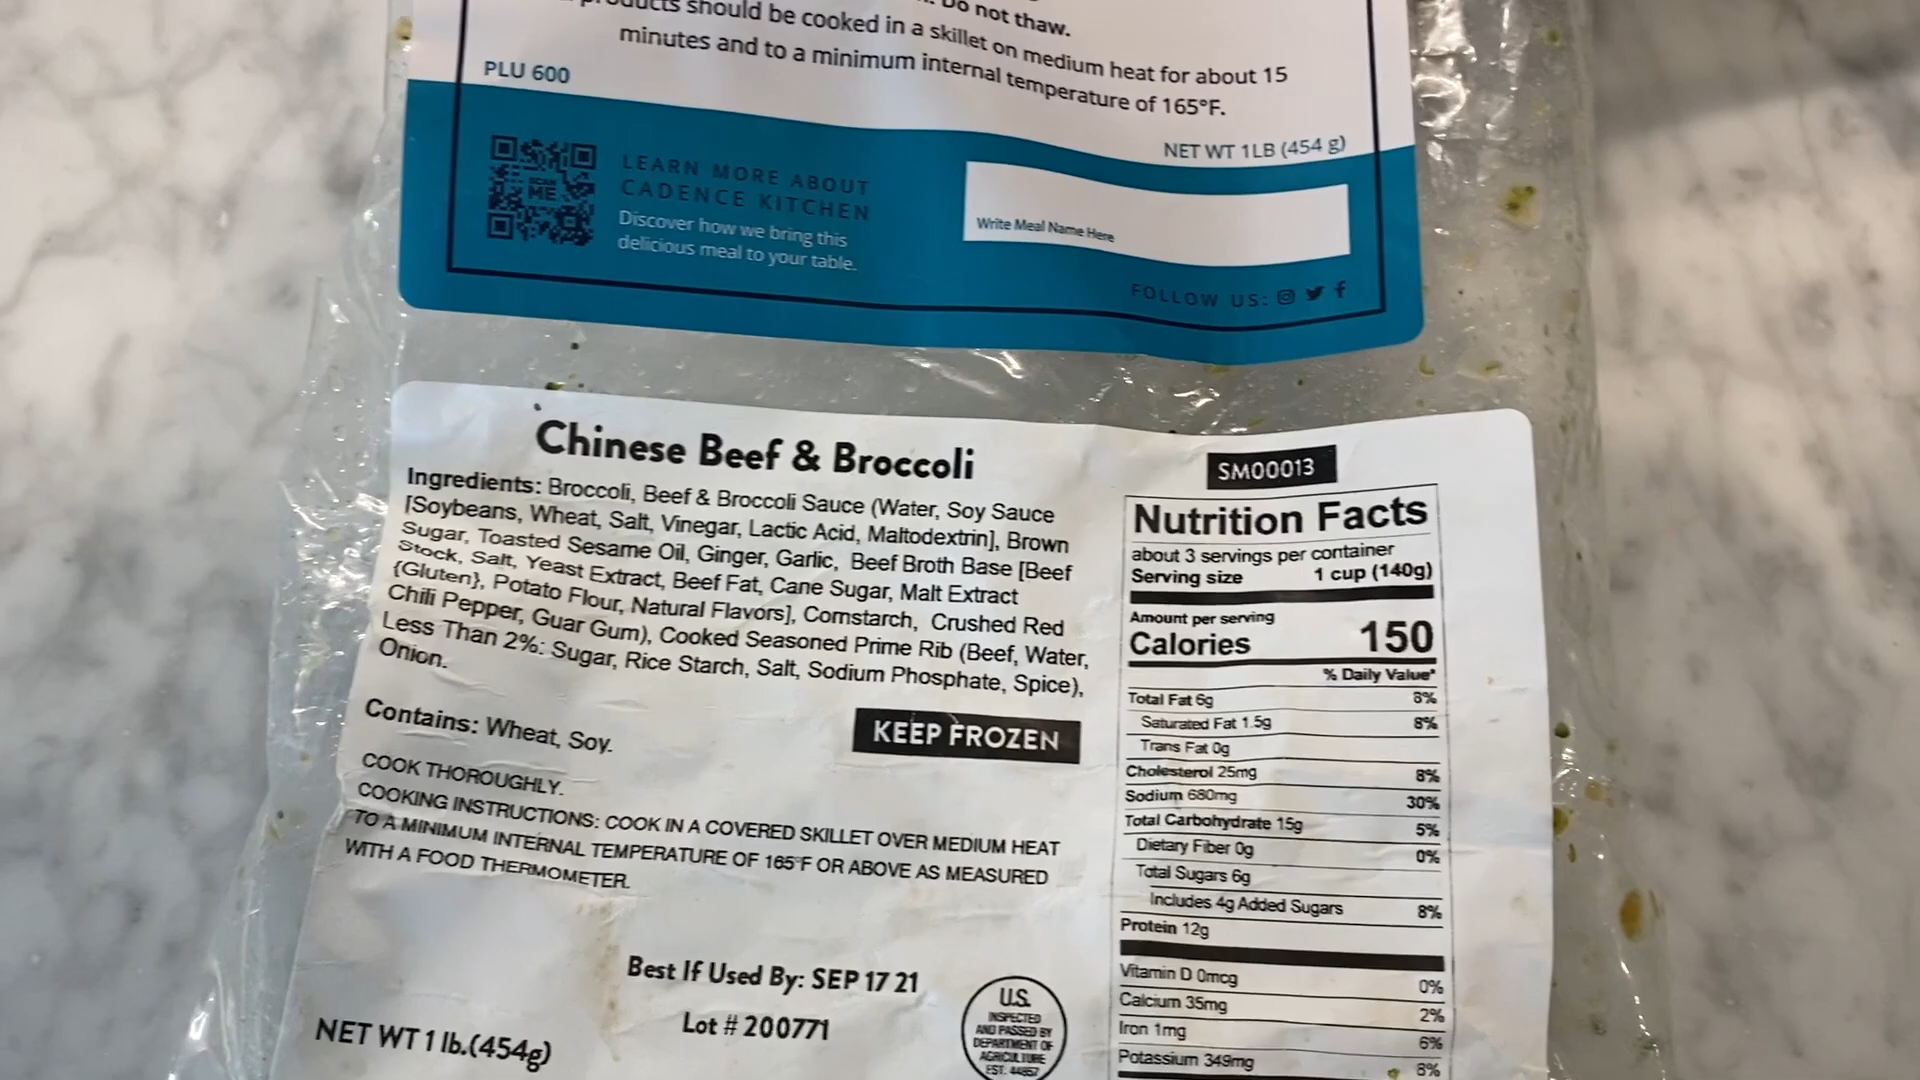 Do not thaw.
products should be cooked in a skillet on medium heat for about 15
minutes and to a minimum internal temperature of 165°F.
PLU 600
NET WT 1LB (454 g)
SCAN
ME
LEARN MORE ABOUT
CADENCE KITCHEN
Discover how we bring this
delicious meal to your table.
Write Meal Name Here
FOLLOW US:
Chinese Beef & Broccoli
Ingredients: Broccoli, Beef & Broccoli Sauce (Water, Soy Sauce
[Soybeans, Wheat, Salt, Vinegar, Lactic Acid, Maltodextrin], Brown
Sugar, Toasted Sesame Oil, Ginger, Garlic, Beef Broth Base [Beef
Stock, Salt, Yeast Extract, Beef Fat, Cane Sugar, Malt Extract
{Gluten}, Potato Flour, Natural Flavors], Cornstarch, Crushed Red
Chili Pepper, Guar Gum), Cooked Seasoned Prime Rib (Beef, Water,
Less Than 2%: Sugar, Rice Starch, Salt, Sodium Phosphate, Spice),
Onion.
Contains: Wheat, Soy.
KEEP FROZEN
COOK THOROUGHLY.
COOKING INSTRUCTIONS: COOK IN A COVERED SKILLET OVER MEDIUM HEAT
TO A MINIMUM INTERNAL TEMPERATURE OF 165°F OR ABOVE AS MEASURED
WITH A FOOD THERMOMETER.
Best If Used By: SEP 17 21
Lot # 200771
NET WT 1 lb.(454g)
U.S.
INSPECTED
AND PASSED BY
DEPARTMENT OF
AGRICULTURE
EST. 44857
SM00013
Nutrition Facts
about 3 servings per container
Serving size 1 cup (140g)
Amount per serving
Calories 150
% Daily Value*
Total Fat 6g 8%
Saturated Fat 1.5g 8%
Trans Fat 0g
Cholesterol 25mg 8%
Sodium 680mg 30%
Total Carbohydrate 15g 5%
Dietary Fiber 0g 0%
Total Sugars 6g
Includes 4g Added Sugars 8%
Protein 12g
Vitamin D 0mcg 0%
Calcium 35mg 2%
Iron 1mg 6%
Potassium 349mg 8%